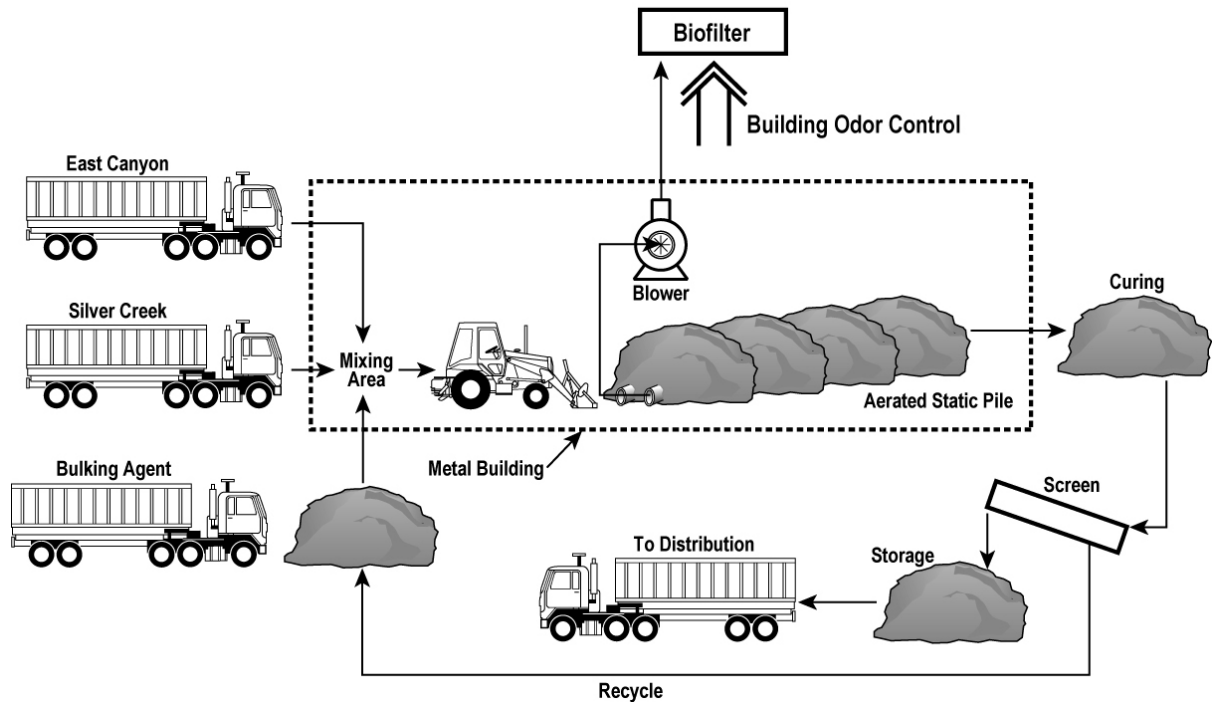 Biofilter
Building Odor Control
East Canyon
Silver Creek
Blower
Curing
Mixing
Area
Aerated Static Pile
Metal Building
Bulking Agent
Screen
To Distribution
Storage
Recycle